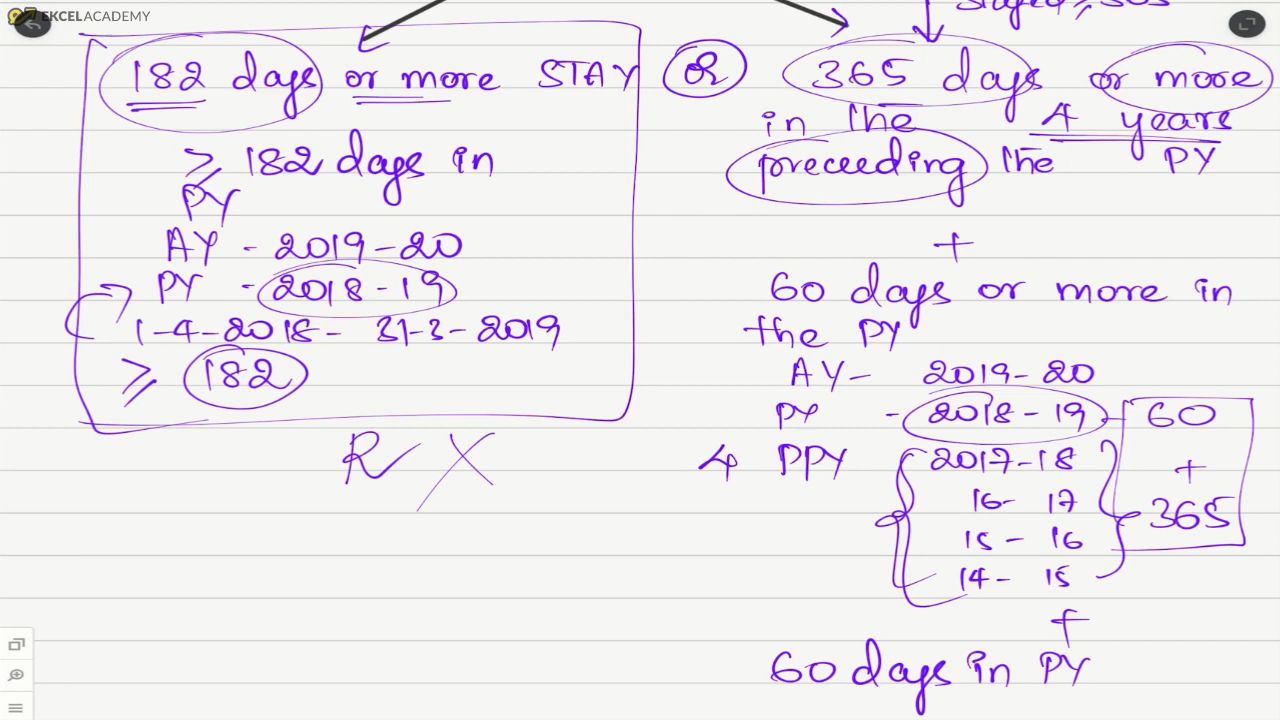 EKCELACADEMY
182 days or more STAY
≥ 182 days in
PY
AY - 2019-20
PY - 2018-19
1-4-2018- 31-3-2019
≥ 182
R X
OR 365 days or more
in the 4 years
preceeding the PY
+
60 days or more in
the PY
AY- 2019-20
PY - 2018-19 60
4 PPY 2017-18 +
16- 17 365
15- 16
14- 15
+
60 days in PY